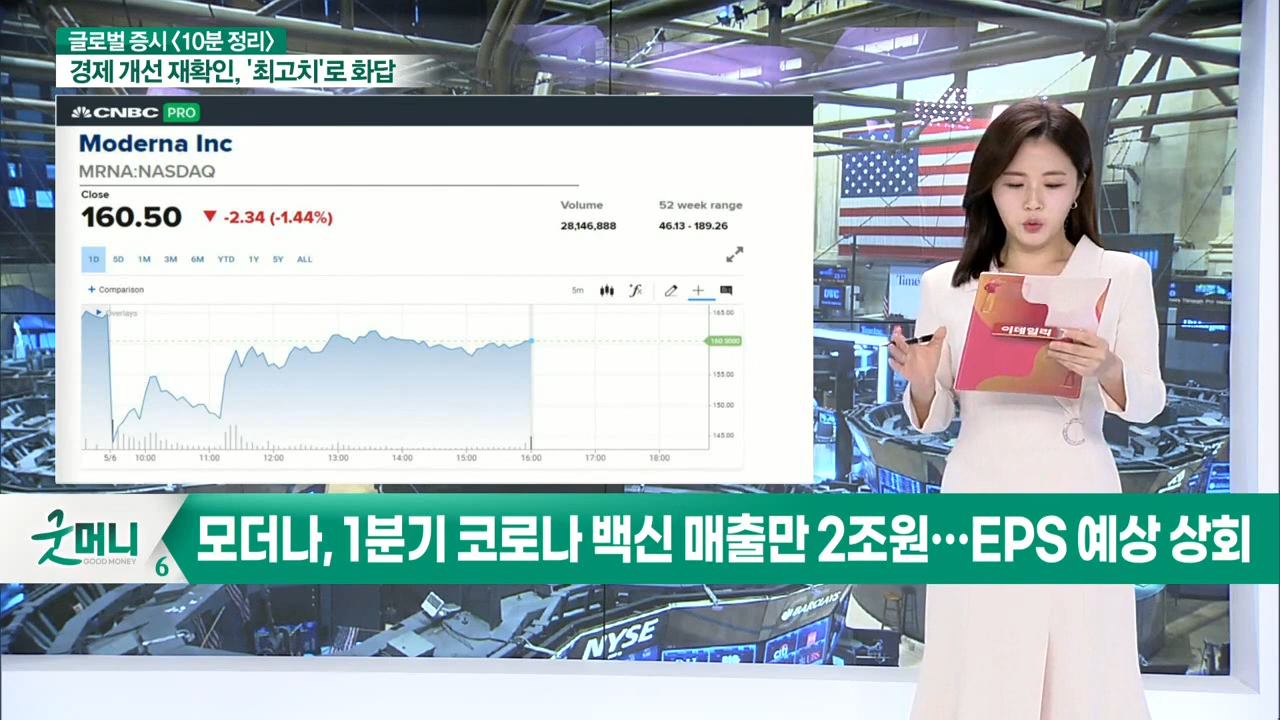 글로벌 증시 〈10분 정리〉
경제 개선 재확인, '최고치'로 화답
CNBC PRO
Moderna Inc
MRNA:NASDAQ
Close
160.50 ▼ -2.34 (-1.44%)
Volume
28,146,888
52 week range
46.13 - 189.26
1D 5D 1M 3M 6M YTD 1Y 5Y ALL
+ Comparison
5m
Overlays
165.00
160.5000
155.00
150.00
145.00
5/6 10:00 11:00 12:00 13:00 14:00 15:00 16:00 17:00 18:00
이데일리
굿머니
GOOD MONEY
6
모더나, 1분기 코로나 백신 매출만 2조원…EPS 예상 상회
NYSE
BARCLAYS